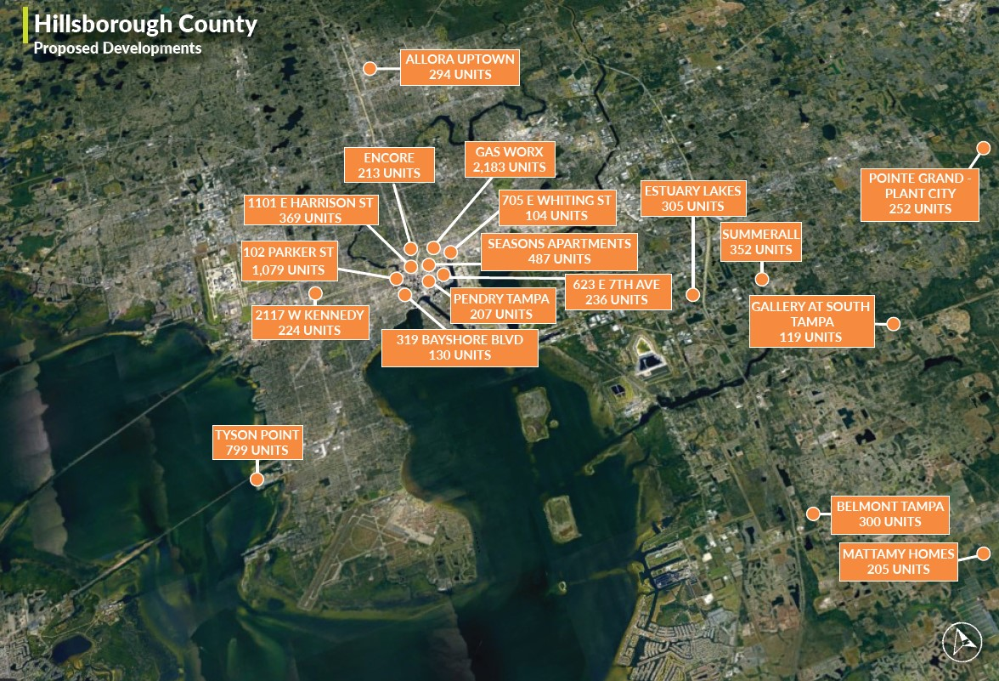 Hillsborough County
Proposed Developments
ALLORA UPTOWN
294 UNITS
ENCORE
213 UNITS
GAS WORX
2,183 UNITS
1101 E HARRISON ST
369 UNITS
705 E WHITING ST
104 UNITS
ESTUARY LAKES
305 UNITS
POINTE GRAND -
PLANT CITY
252 UNITS
102 PARKER ST
1,079 UNITS
SEASONS APARTMENTS
487 UNITS
SUMMERALL
352 UNITS
623 E 7TH AVE
236 UNITS
PENDRY TAMPA
207 UNITS
2117 W KENNEDY
224 UNITS
GALLERY AT SOUTH
TAMPA
119 UNITS
319 BAYSHORE BLVD
130 UNITS
TYSON POINT
799 UNITS
BELMONT TAMPA
300 UNITS
MATTAMY HOMES
205 UNITS